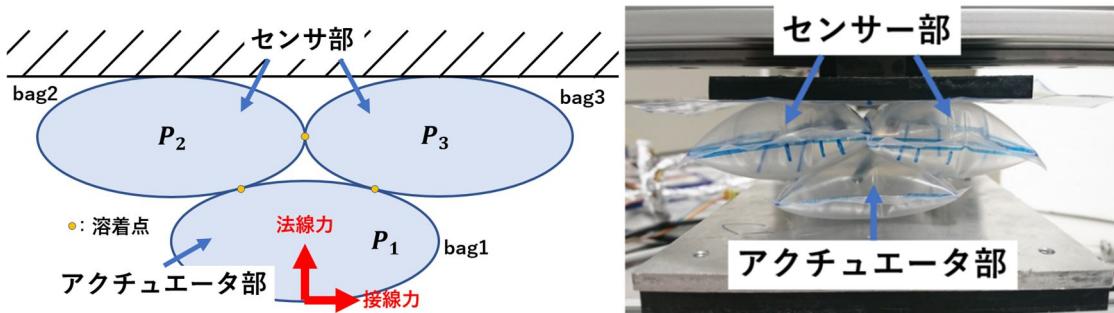 センサ部
bag2
bag3
P₂
P₃
●: 溶着点
法線力
P₁
bag1
アクチュエータ部
接線力
センサー部
アクチュエータ部